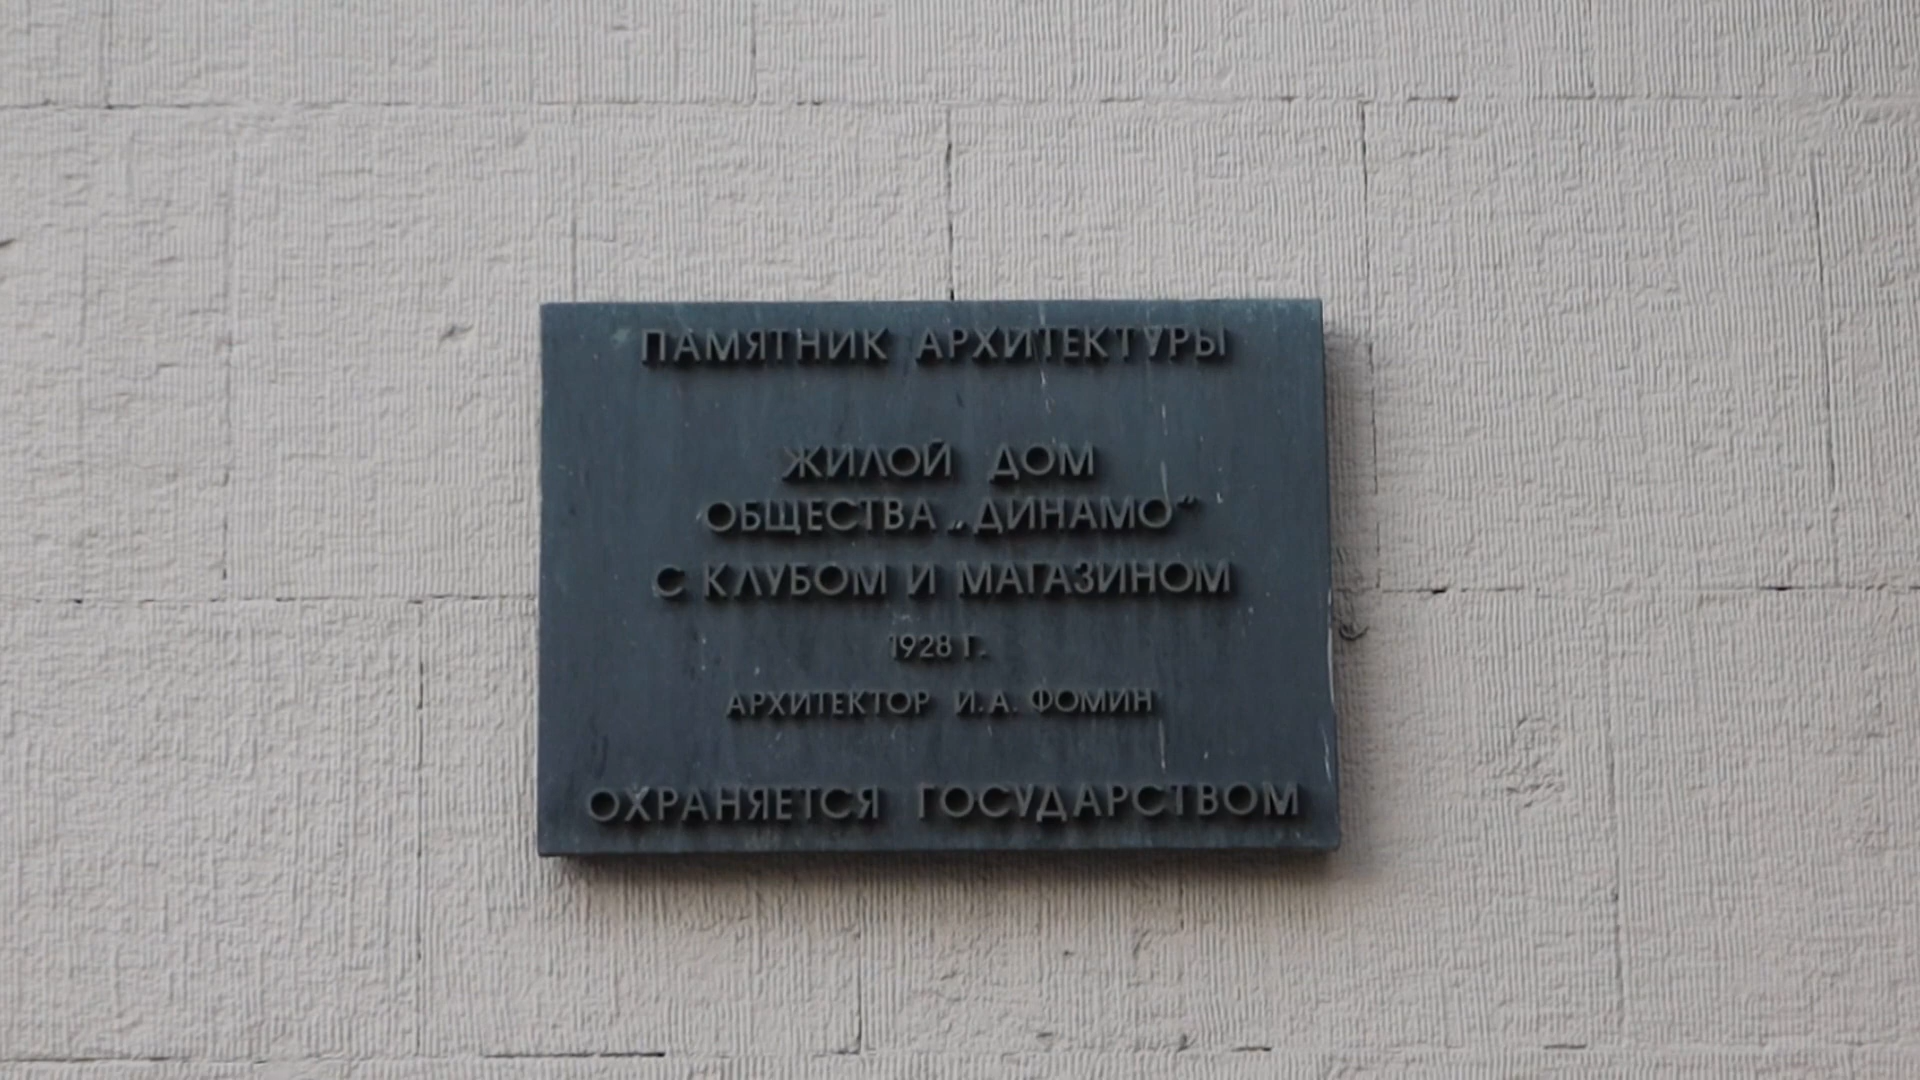 ПАМЯТНИК АРХИТЕКТУРЫ
ЖИЛОЙ ДОМ
ОБЩЕСТВА „ДИНАМО“
С КЛУБОМ И МАГАЗИНОМ
1928 Г.
АРХИТЕКТОР И.А. ФОМИН
ОХРАНЯЕТСЯ ГОСУДАРСТВОМ